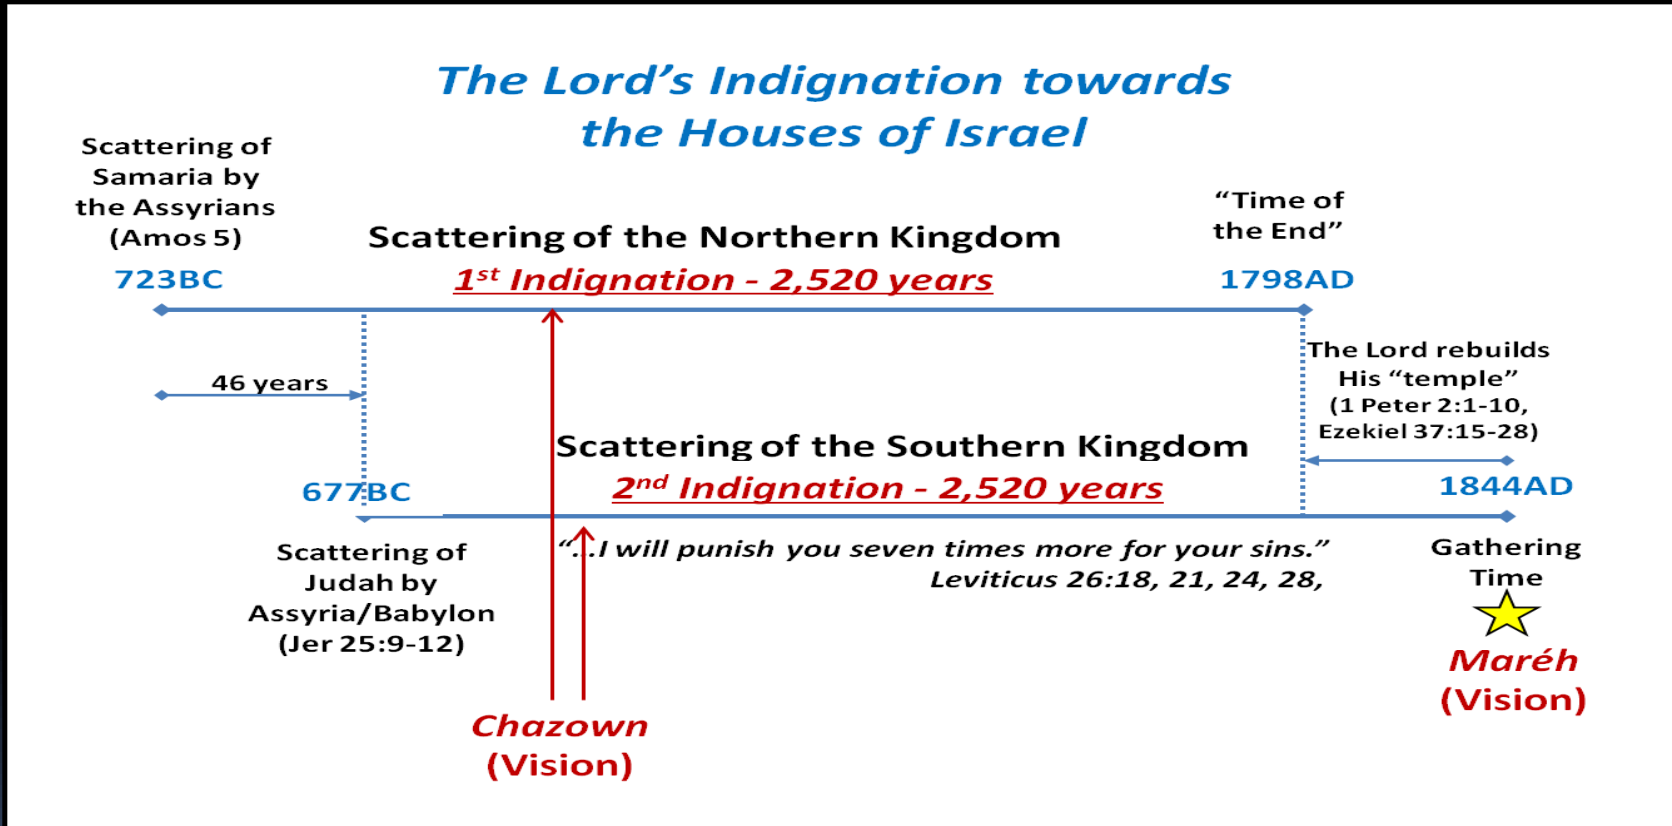 The Lord’s Indignation towards
the Houses of Israel
Scattering of
Samaria by
the Assyrians
(Amos 5)
723BC
Scattering of the Northern Kingdom
1st Indignation - 2,520 years
“Time of
the End”
1798AD
46 years
The Lord rebuilds
His “temple”
(1 Peter 2:1-10,
Ezekiel 37:15-28)
Scattering of the Southern Kingdom
2nd Indignation - 2,520 years
677BC
1844AD
Scattering of
Judah by
Assyria/Babylon
(Jer 25:9-12)
“...I will punish you seven times more for your sins.”
Leviticus 26:18, 21, 24, 28,
Gathering
Time
Maréh
(Vision)
Chazown
(Vision)